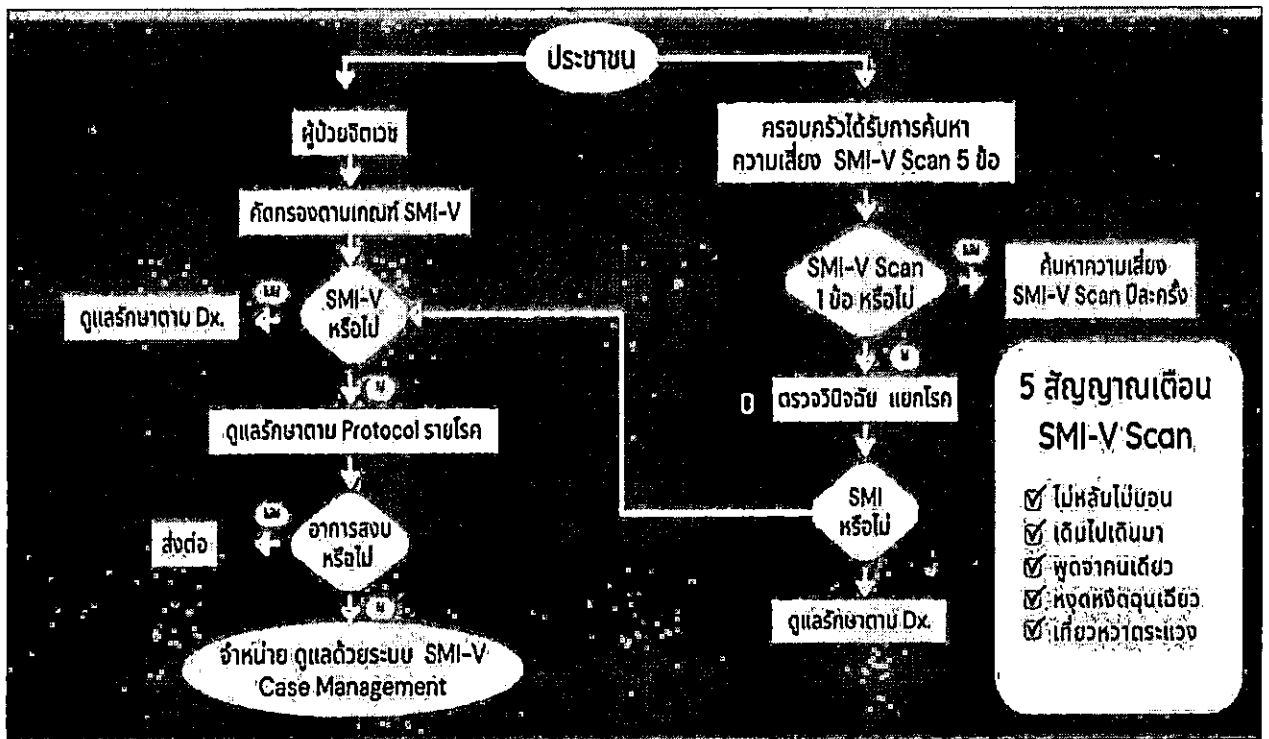 ประชาชน
ผู้ป่วยจิตเวช
คัดกรองตามเกณฑ์ SMI-V
SMI-V
หรือไม่
ดูแลรักษาตาม Dx.
ดูแลรักษาตาม Protocol รายโรค
อาการสงบ
หรือไม่
ส่งต่อ
จำหน่าย ดูแลด้วยระบบ SMI-V
Case Management
ครอบครัวได้รับการค้นหา
ความเสี่ยง SMI-V Scan 5 ข้อ
SMI-V Scan
1 ข้อ หรือไม่
ค้นหาความเสี่ยง
SMI-V Scan ปีละครั้ง
ตรวจวินิจฉัย แยกโรค
SMI
หรือไม่
ดูแลรักษาตาม Dx.
5 สัญญาณเตือน
SMI-V Scan
ไม่หลับไม่นอน
เดินไปเดินมา
พูดจาคนเดียว
หงุดหงิดฉุนเฉียว
เที่ยวหวาดระแวง